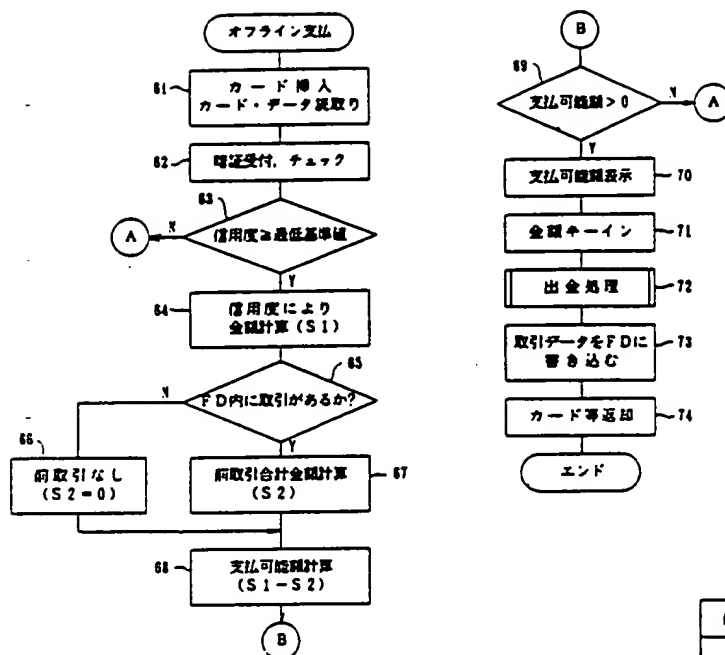 オフライン支払
61
カード挿入
カード・データ読取り
62
暗証受付,チェック
63
信用度≧最低基準値
N
A
Y
64
信用度により
金額計算(S1)
65
FD内に取引があるか?
N
Y
66
前取引なし
(S2=0)
前取引合計金額計算
(S2)
67
68
支払可能額計算
(S1-S2)
B
B
69
支払可能額>0
N
A
Y
支払可能額表示
70
金額キーイン
71
出金処理
72
取引データをFDに
書き込む
73
カード等返却
74
エンド